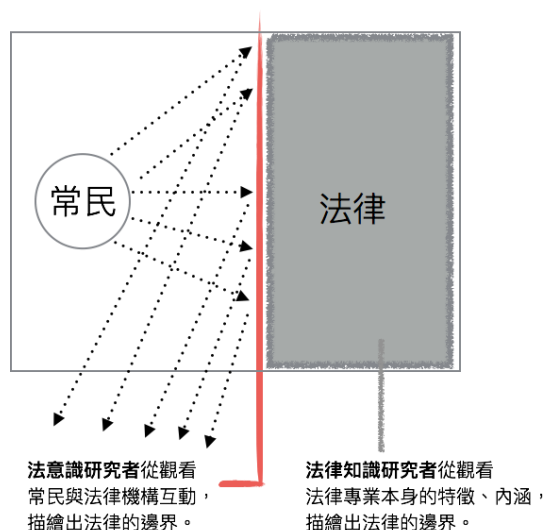 常民
法律
法意識研究者從觀看
常民與法律機構互動，
描繪出法律的邊界。
法律知識研究者從觀看
法律專業本身的特徵、內涵，
描繪出法律的邊界。